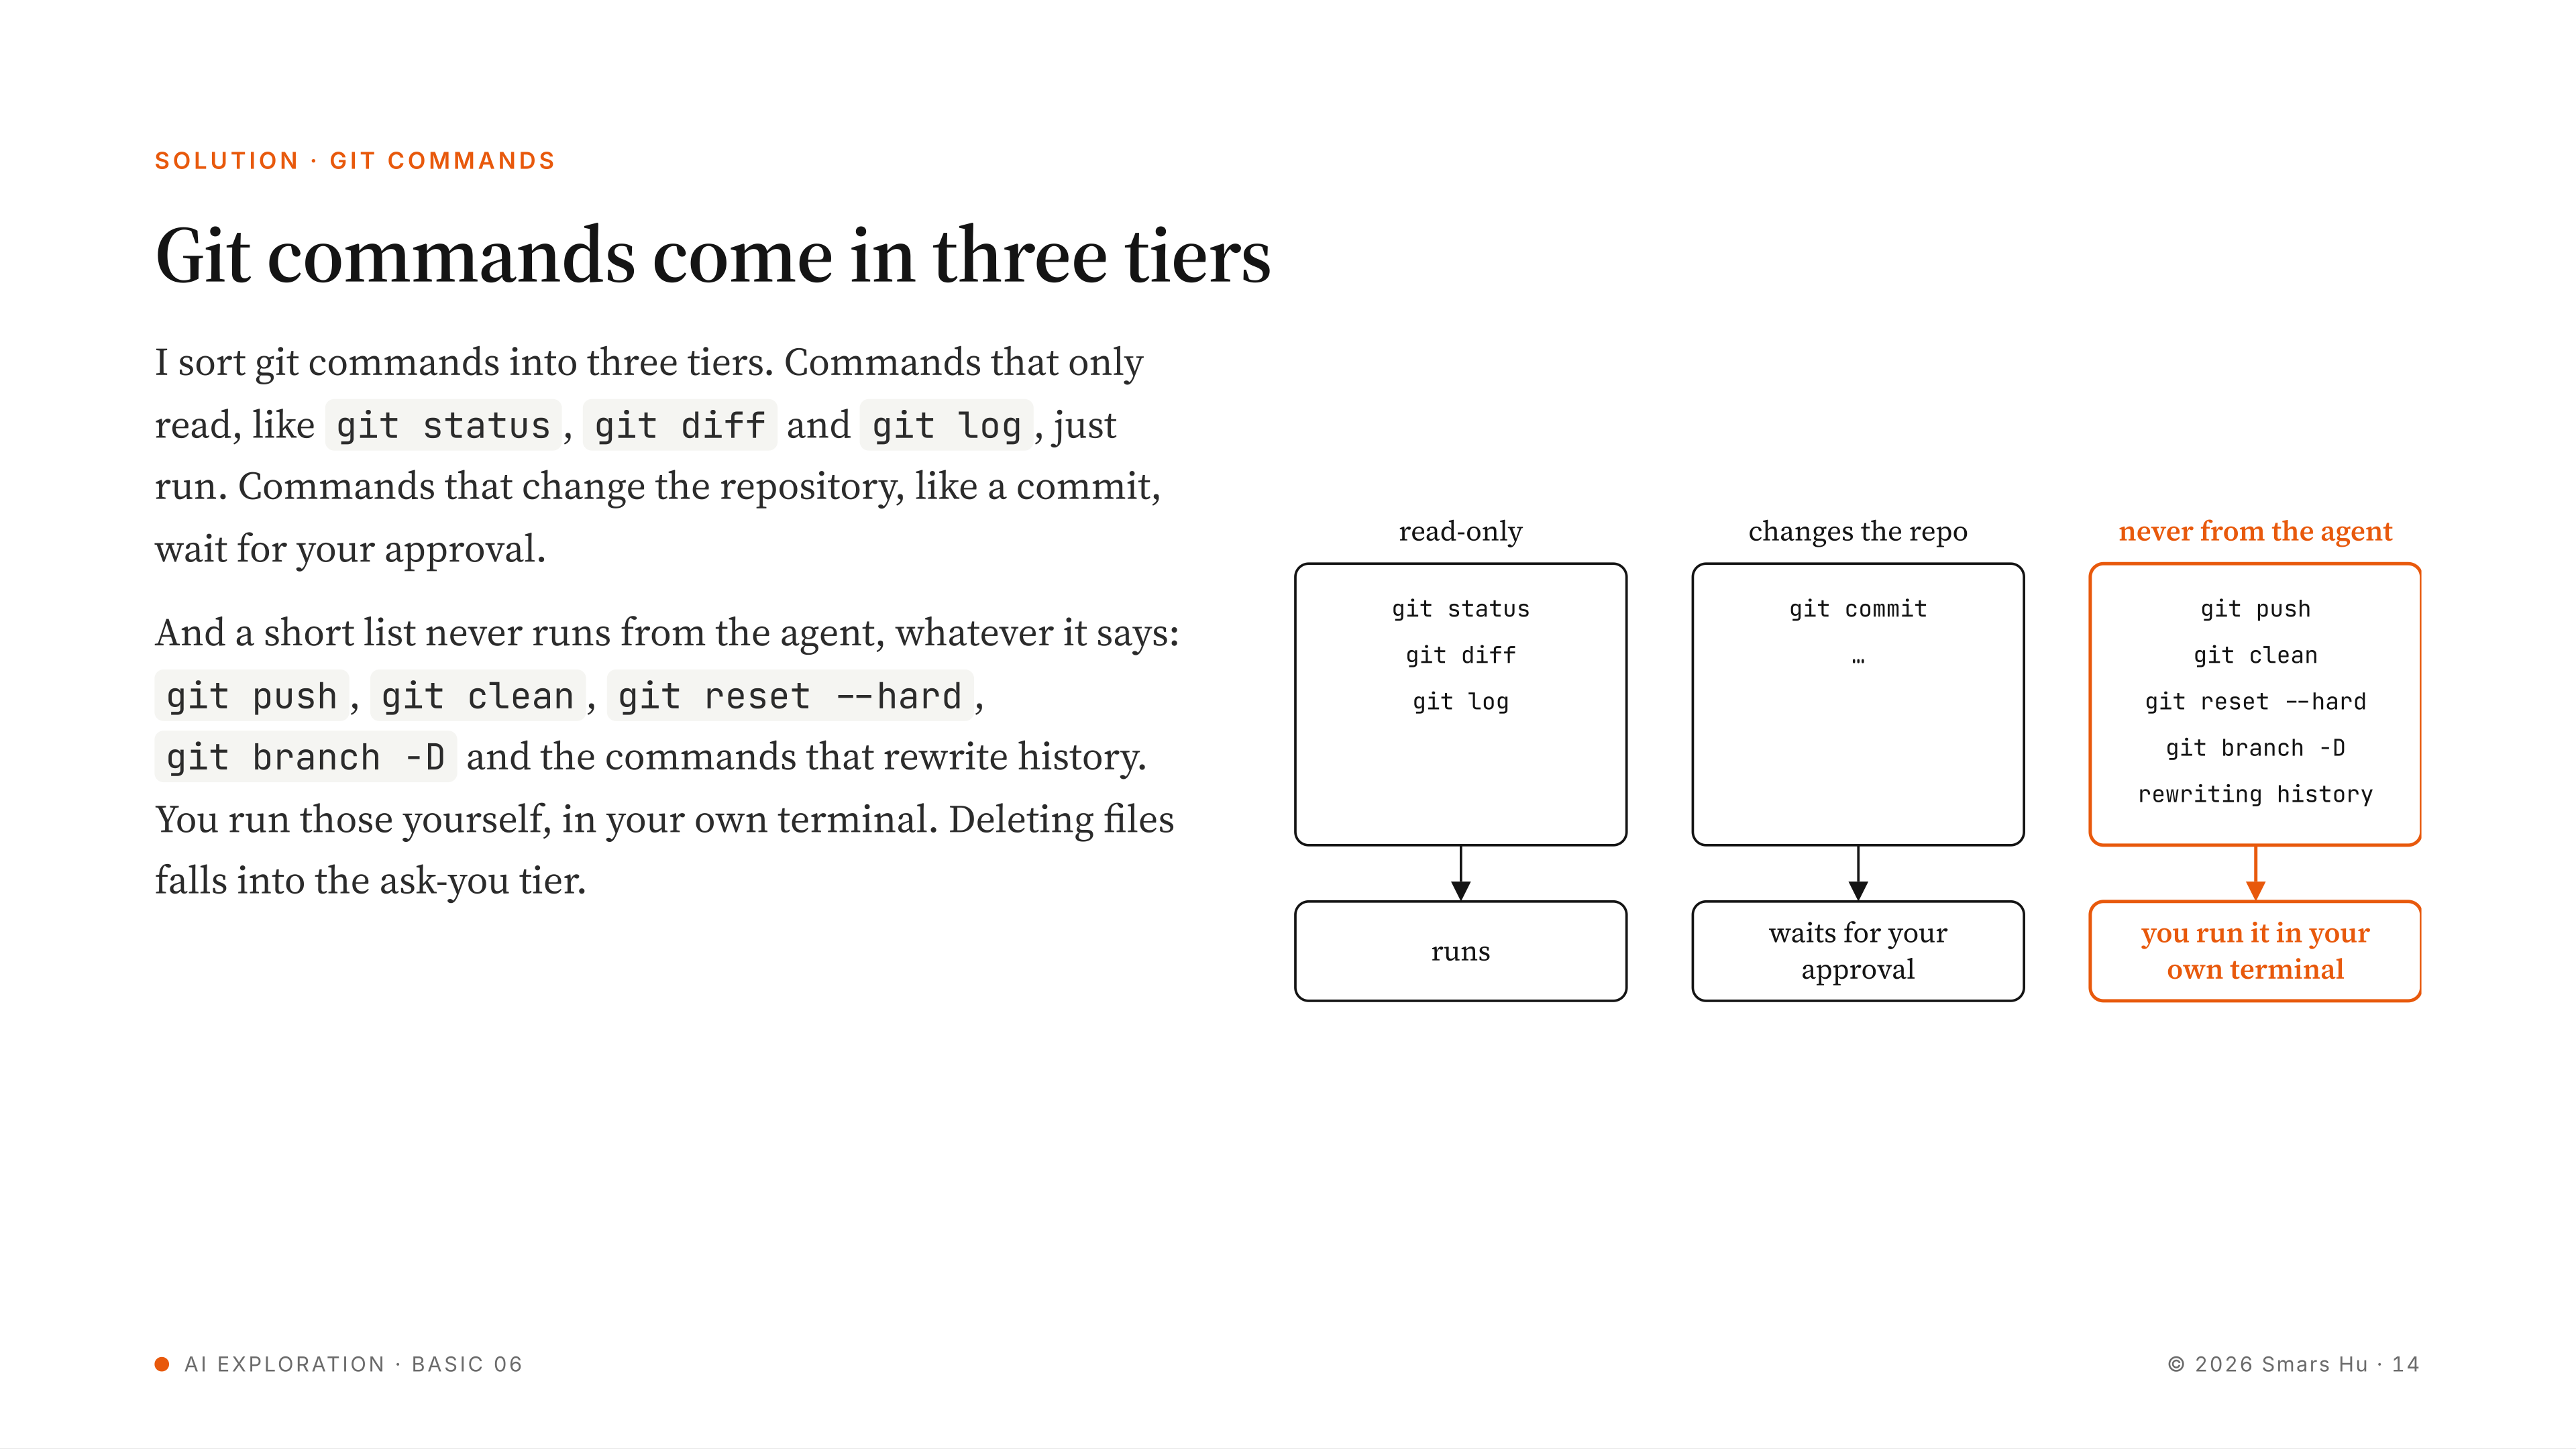 SOLUTION · GIT COMMANDS
Git commands come in three tiers
I sort git commands into three tiers. Commands that only
read, like git status, git diff and git log, just
run. Commands that change the repository, like a commit,
wait for your approval.
And a short list never runs from the agent, whatever it says:
git push, git clean, git reset --hard,
git branch -D and the commands that rewrite history.
You run those yourself, in your own terminal. Deleting files
falls into the ask-you tier.
read-only
git status
git diff
git log
runs
changes the repo
git commit
…
waits for your
approval
never from the agent
git push
git clean
git reset --hard
git branch -D
rewriting history
you run it in your
own terminal
AI EXPLORATION · BASIC 06
© 2026 Smars Hu · 14